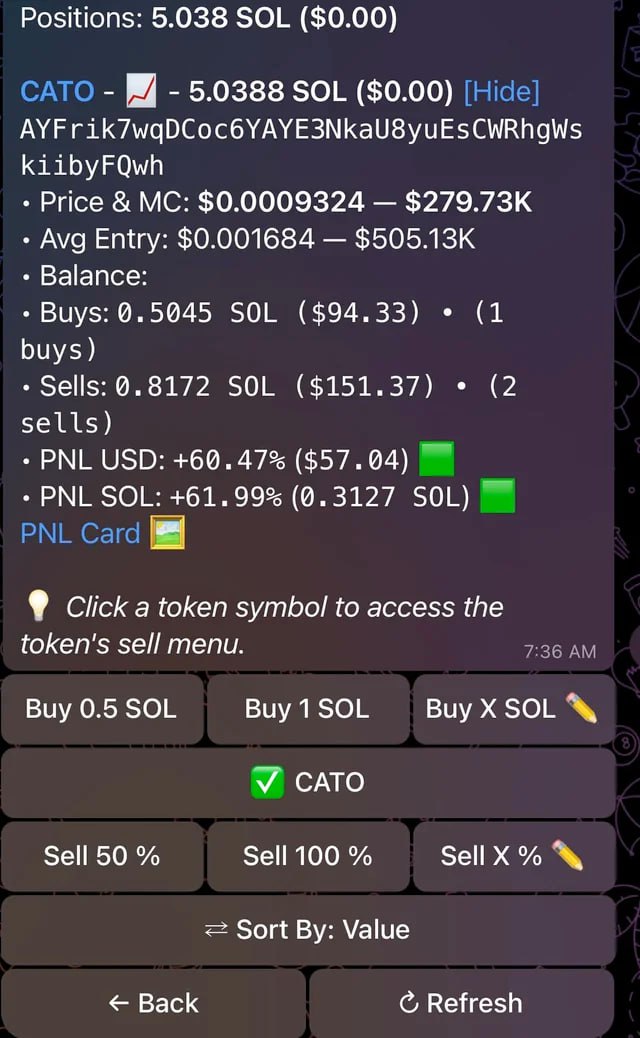 Positions: 5.038 SOL ($0.00)
CATO - 📈 - 5.0388 SOL ($0.00) [Hide]
AYFrik7wqDCoc6YAYE3NkaU8yuEsCWRhgWs
kiibyFQwh
• Price & MC: $0.0009324 — $279.73K
• Avg Entry: $0.001684 — $505.13K
• Balance:
• Buys: 0.5045 SOL ($94.33) • (1
buys)
• Sells: 0.8172 SOL ($151.37) • (2
sells)
• PNL USD: +60.47% ($57.04) 🟩
• PNL SOL: +61.99% (0.3127 SOL) 🟩
PNL Card 🖼️
💡 Click a token symbol to access the
token's sell menu.
7:36 AM
Buy 0.5 SOL
Buy 1 SOL
Buy X SOL ✏️
✅ CATO
Sell 50 %
Sell 100 %
Sell X % ✏️
⇄ Sort By: Value
← Back
↻ Refresh